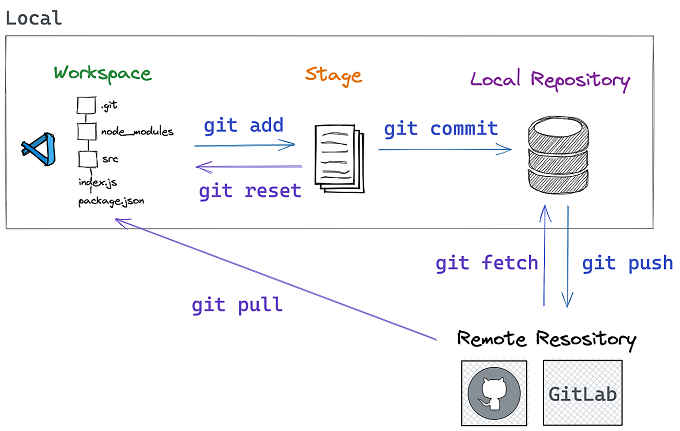 Local
Workspace
Stage
Local Repository
.git
node_modules
src
index.js
package.json
git add
git commit
git reset
git fetch
git push
git pull
Remote Resository
GitLab